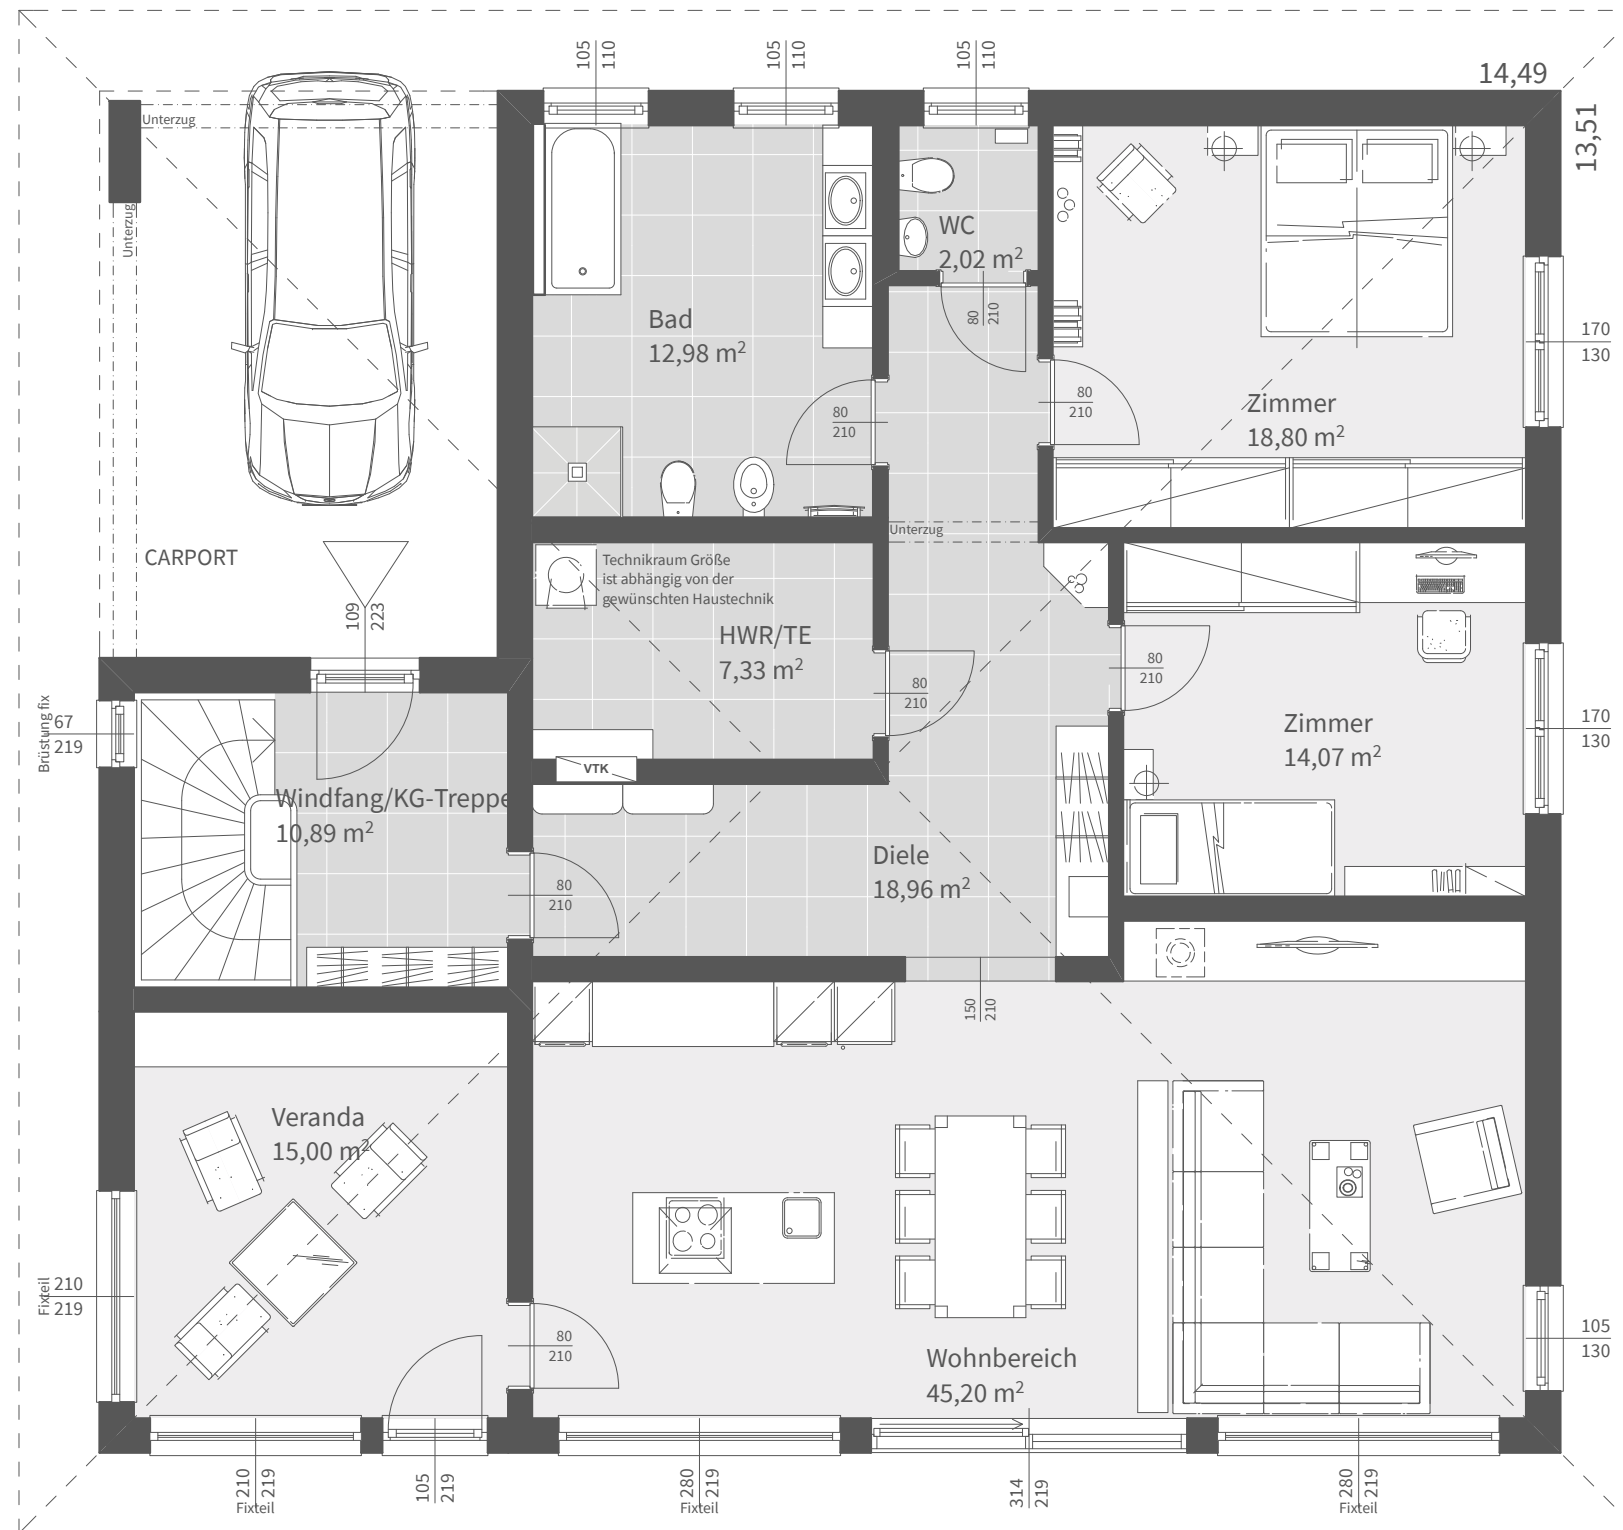 105
110
105
110
105
110
14,49
13,51
Unterzug
Unterzug
WC
2,02 m²
80
210
Bad
12,98 m²
80
210
80
210
Zimmer
18,80 m²
170
130
Unterzug
CARPORT
109
223
Technikraum Größe
ist abhängig von der
gewünschten Haustechnik
HWR/TE
7,33 m²
80
210
80
210
Zimmer
14,07 m²
170
130
Brüstung fix
67
219
VTK
Windfang/KG-Treppe
10,89 m²
80
210
Diele
18,96 m²
150
210
Veranda
15,00 m²
Fixteil
210
219
80
210
Wohnbereich
45,20 m²
105
130
210
219
Fixteil
105
219
280
219
Fixteil
314
219
280
219
Fixteil